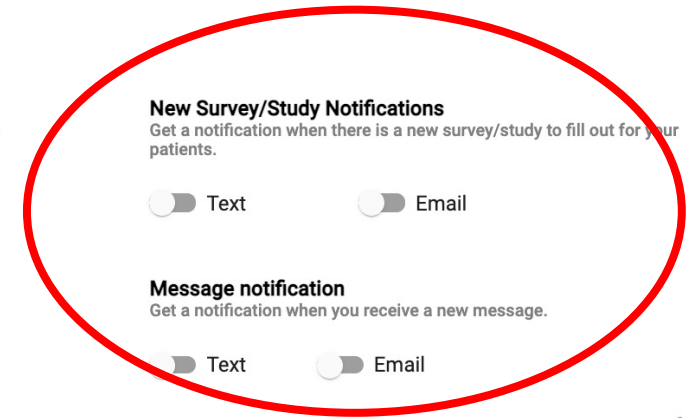 New Survey/Study Notifications
Get a notification when there is a new survey/study to fill out for your
patients.
Text Email
Message notification
Get a notification when you receive a new message.
Text Email